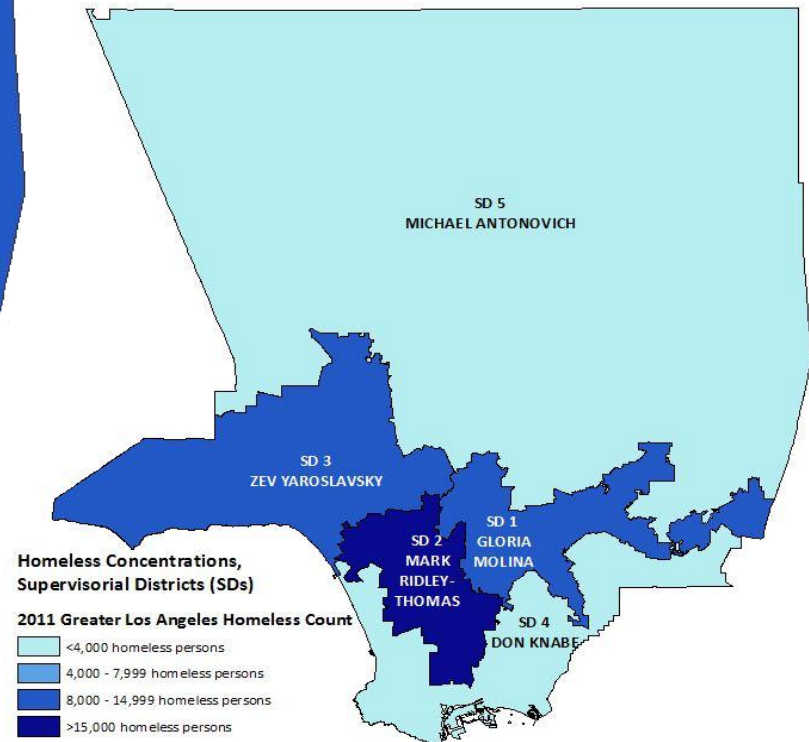 SD 5
MICHAEL ANTONOVICH
SD 3
ZEV YAROSLAVSKY
SD 1
GLORIA
MOLINA
SD 2
MARK
RIDLEY-
THOMAS
SD 4
DON KNABE
Homeless Concentrations,
Supervisorial Districts (SDs)
2011 Greater Los Angeles Homeless Count
<4,000 homeless persons
4,000 - 7,999 homeless persons
8,000 - 14,999 homeless persons
>15,000 homeless persons